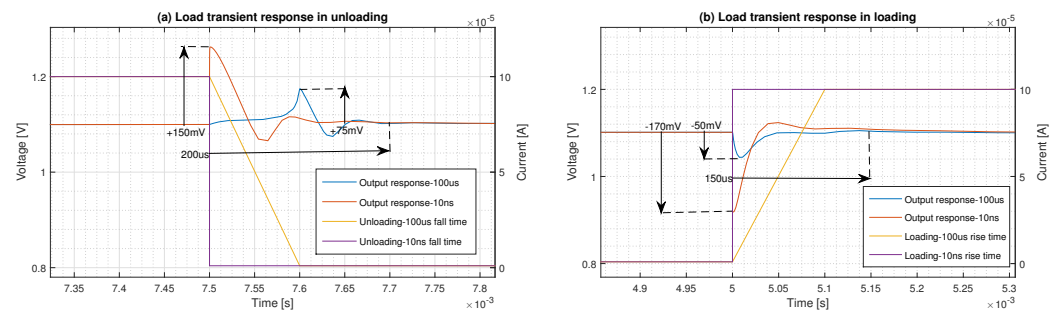 (a) Load transient response in unloading
×10⁻⁵
Voltage [V]
1.2
1
0.8
10
5
0
Current [A]
+150mV
+75mV
200us
Output response-100us
Output response-10ns
Unloading-100us fall time
Unloading-10ns fall time
7.35 7.4 7.45 7.5 7.55 7.6 7.65 7.7 7.75 7.8
Time [s]
×10⁻³
(b) Load transient response in loading
×10⁻⁵
Voltage [V]
1.2
1
0.8
10
5
0
Current [A]
-170mV
-50mV
150us
Output response-100us
Output response-10ns
Loading-100us rise time
Loading-10ns rise time
4.9 4.95 5 5.05 5.1 5.15 5.2 5.25 5.3
Time [s]
×10⁻³